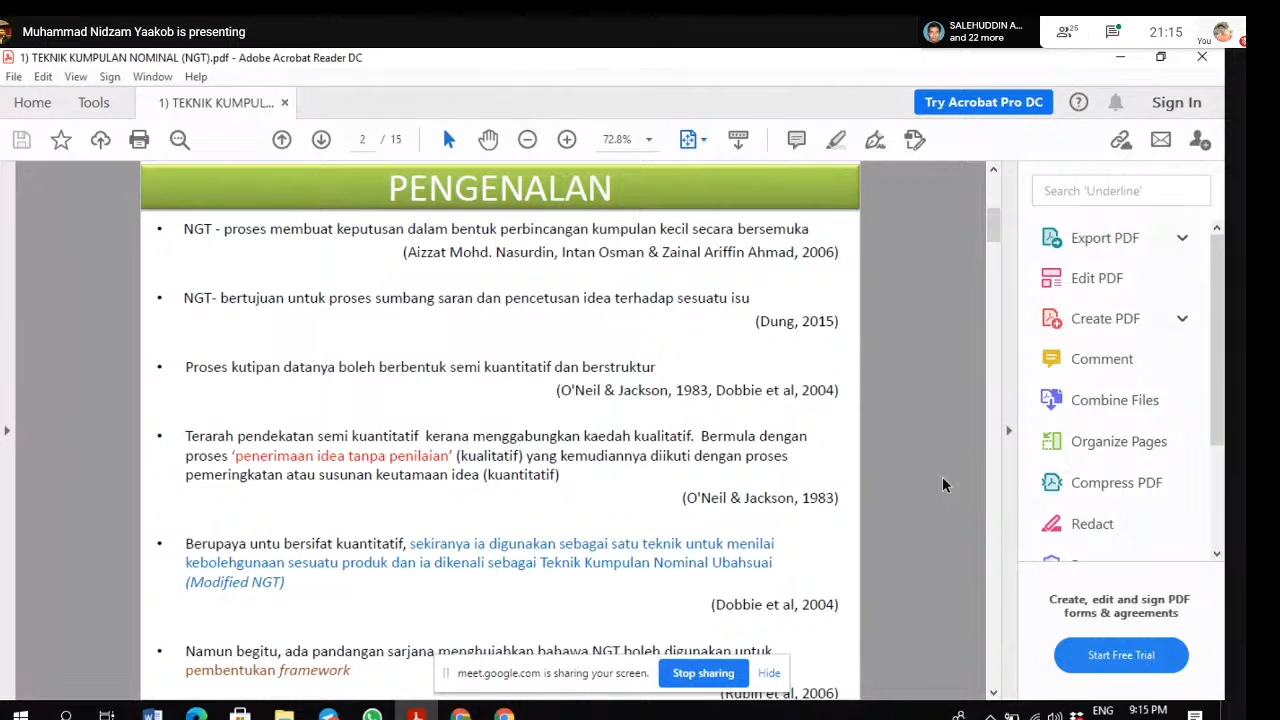 Muhammad Nidzam Yaakob is presenting
SALEHUDDIN A...
and 22 more
25
21:15
You
1) TEKNIK KUMPULAN NOMINAL (NGT).pdf - Adobe Acrobat Reader DC
File Edit View Sign Window Help
Home Tools 1) TEKNIK KUMPUL... × Try Acrobat Pro DC Sign In
2 / 15 72.8%
PENGENALAN
• NGT - proses membuat keputusan dalam bentuk perbincangan kumpulan kecil secara bersemuka
(Aizzat Mohd. Nasurdin, Intan Osman & Zainal Ariffin Ahmad, 2006)
• NGT- bertujuan untuk proses sumbang saran dan pencetusan idea terhadap sesuatu isu
(Dung, 2015)
• Proses kutipan datanya boleh berbentuk semi kuantitatif dan berstruktur
(O'Neil & Jackson, 1983, Dobbie et al, 2004)
• Terarah pendekatan semi kuantitatif kerana menggabungkan kaedah kualitatif. Bermula dengan
proses ‘penerimaan idea tanpa penilaian’ (kualitatif) yang kemudiannya diikuti dengan proses
pemeringkatan atau susunan keutamaan idea (kuantitatif)
(O'Neil & Jackson, 1983)
• Berupaya untu bersifat kuantitatif, sekiranya ia digunakan sebagai satu teknik untuk menilai
kebolehgunaan sesuatu produk dan ia dikenali sebagai Teknik Kumpulan Nominal Ubahsuai
(Modified NGT)
(Dobbie et al, 2004)
• Namun begitu, ada pandangan sarjana menghujahkan bahawa NGT boleh digunakan untuk
pembentukan framework
(Rubin et al, 2006)
meet.google.com is sharing your screen. Stop sharing Hide
Search 'Underline'
Export PDF
Edit PDF
Create PDF
Comment
Combine Files
Organize Pages
Compress PDF
Redact
Create, edit and sign PDF
forms & agreements
Start Free Trial
ENG 9:15 PM